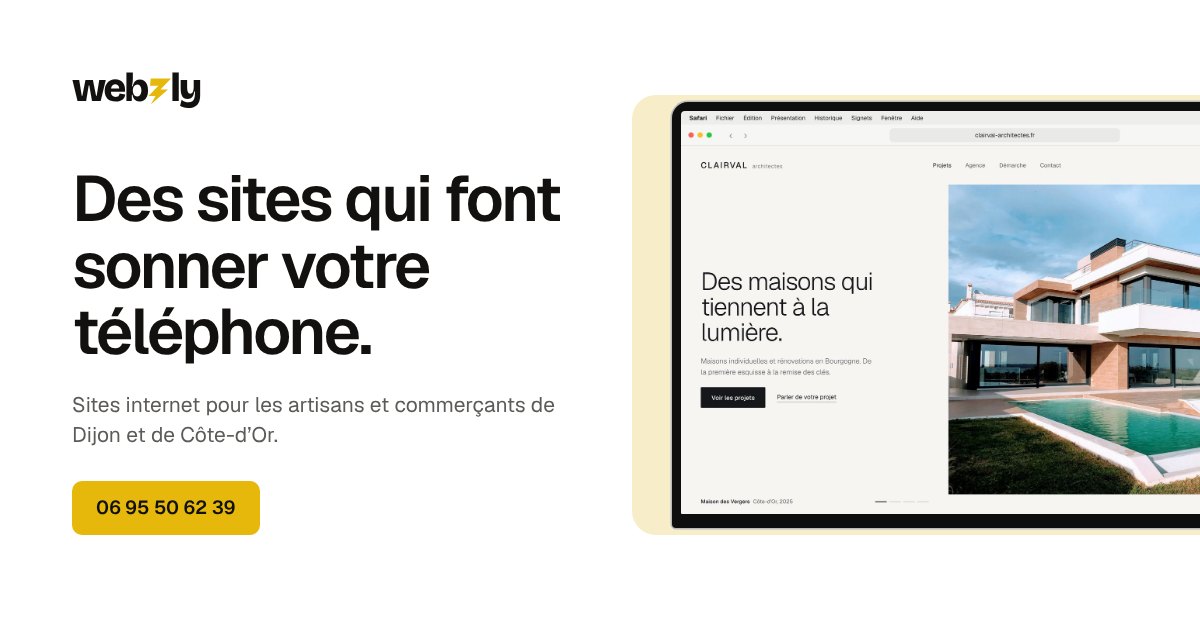 webzly
Des sites qui font
sonner votre
téléphone.
Sites internet pour les artisans et commerçants de
Dijon et de Côte-d’Or.
06 95 50 62 39
Safari Fichier Édition Présentation Historique Signets Fenêtre Aide
clairval-architectes.fr
CLAIRVAL architectes
Projets Agence Démarche Contact
Des maisons qui
tiennent à la
lumière.
Maisons individuelles et rénovations en Bourgogne. De
la première esquisse à la remise des clés.
Voir les projets Parler de votre projet
Maison des Vergers Côte-d’Or, 2025